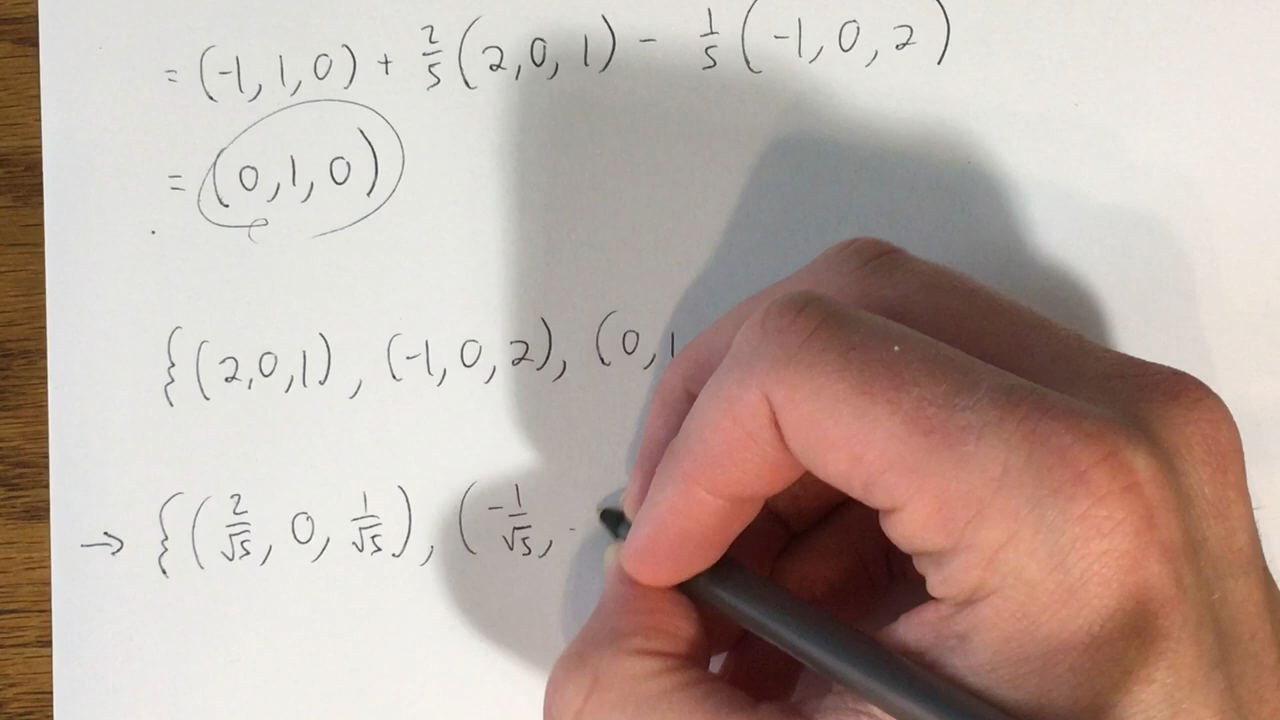 = (-1, 1, 0) + 2/5 (2, 0, 1) - 1/5 (-1, 0, 2)
= (0, 1, 0)
{(2,0,1), (-1, 0, 2), (0, 1
→ {(2/√5, 0, 1/√5), (-1/√5,